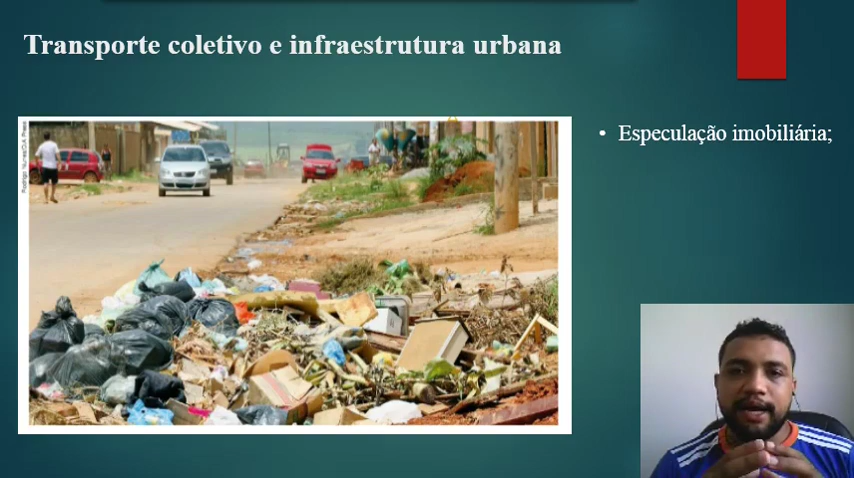 Transporte coletivo e infraestrutura urbana
• Especulação imobiliária;